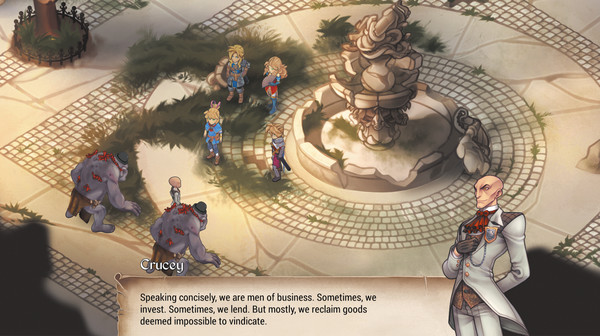 Crucey
Speaking concisely, we are men of business. Sometimes, we
invest. Sometimes, we lend. But mostly, we reclaim goods
deemed impossible to vindicate.